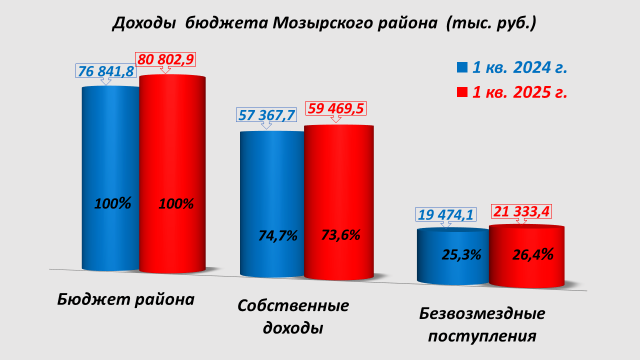 Доходы бюджета Мозырского района (тыс. руб.)
76 841,8
80 802,9
1 кв. 2024 г.
1 кв. 2025 г.
57 367,7
59 469,5
100%
100%
74,7%
73,6%
19 474,1
21 333,4
25,3%
26,4%
Бюджет района
Собственные
доходы
Безвозмездные
поступления